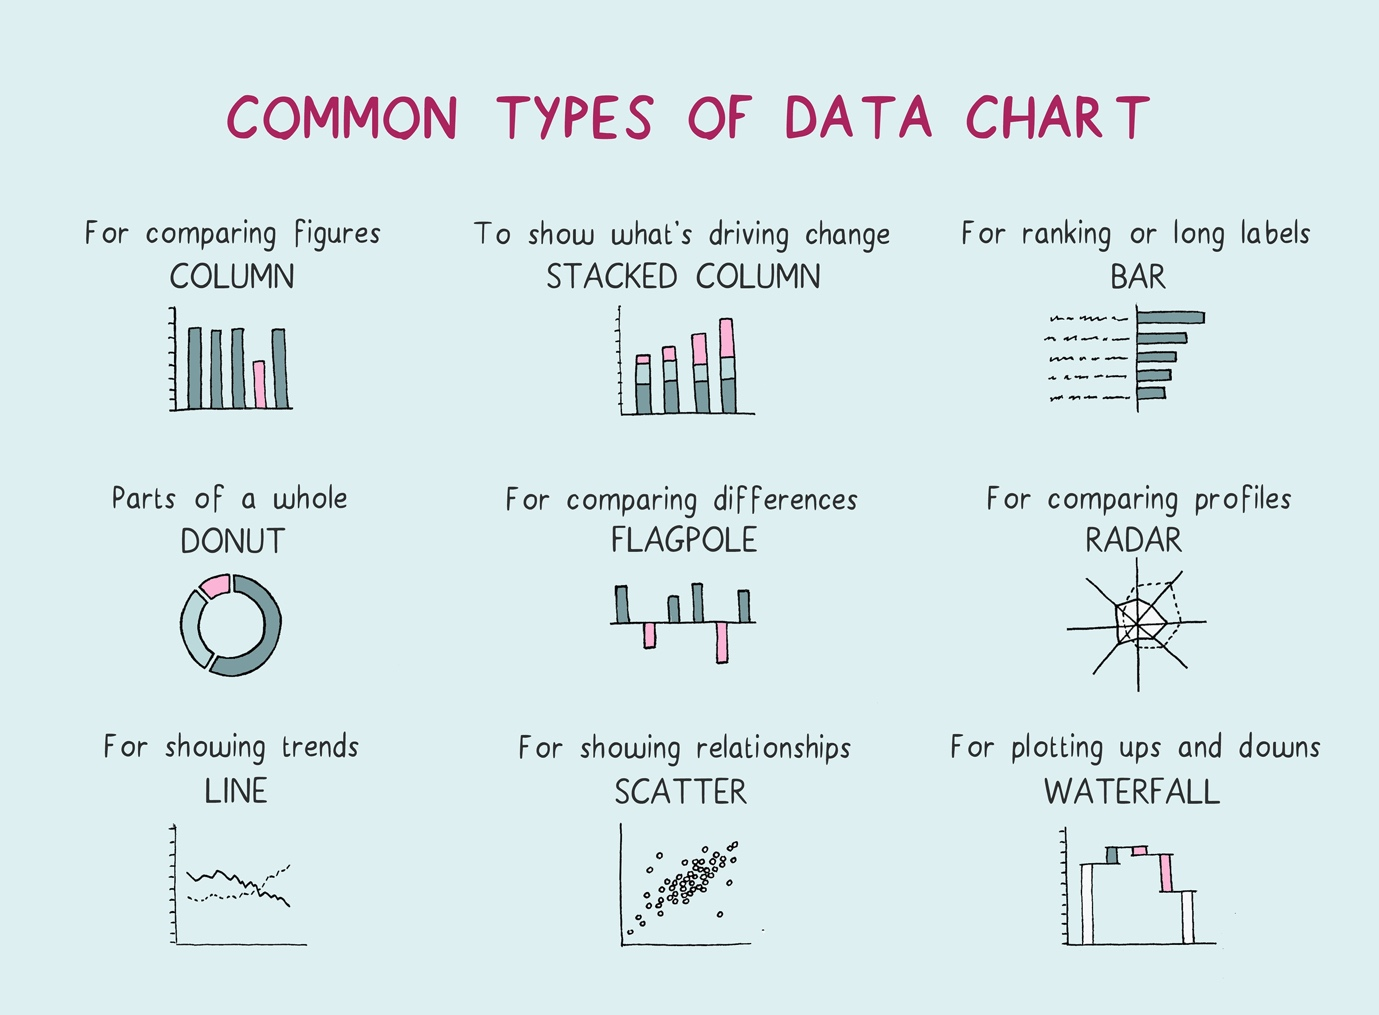 COMMON TYPES OF DATA CHART
For comparing figures
COLUMN
To show what's driving change
STACKED COLUMN
For ranking or long labels
BAR
Parts of a whole
DONUT
For comparing differences
FLAGPOLE
For comparing profiles
RADAR
For showing trends
LINE
For showing relationships
SCATTER
For plotting ups and downs
WATERFALL